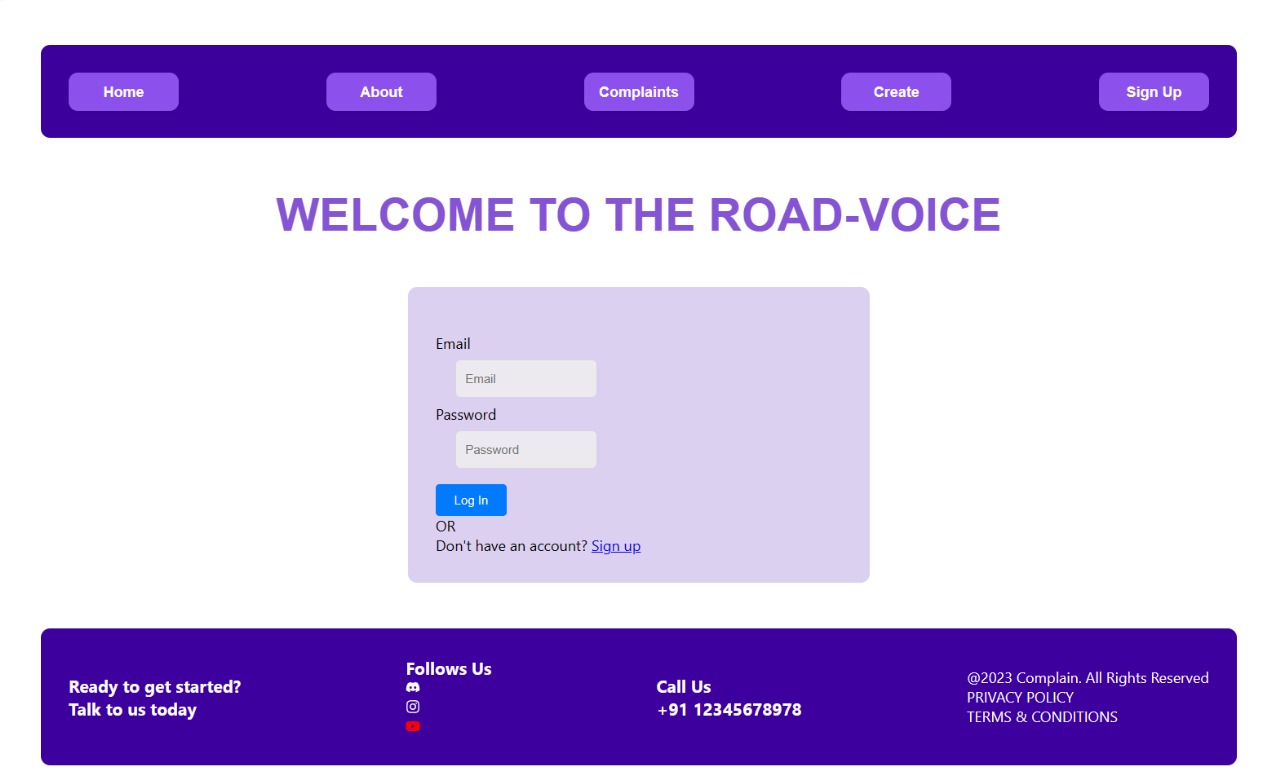 Home
About
Complaints
Create
Sign Up
WELCOME TO THE ROAD-VOICE
Email
Email
Password
Password
Log In
OR
Don't have an account? Sign up
Ready to get started?
Talk to us today
Follows Us
Call Us
+91 12345678978
@2023 Complain. All Rights Reserved
PRIVACY POLICY
TERMS & CONDITIONS